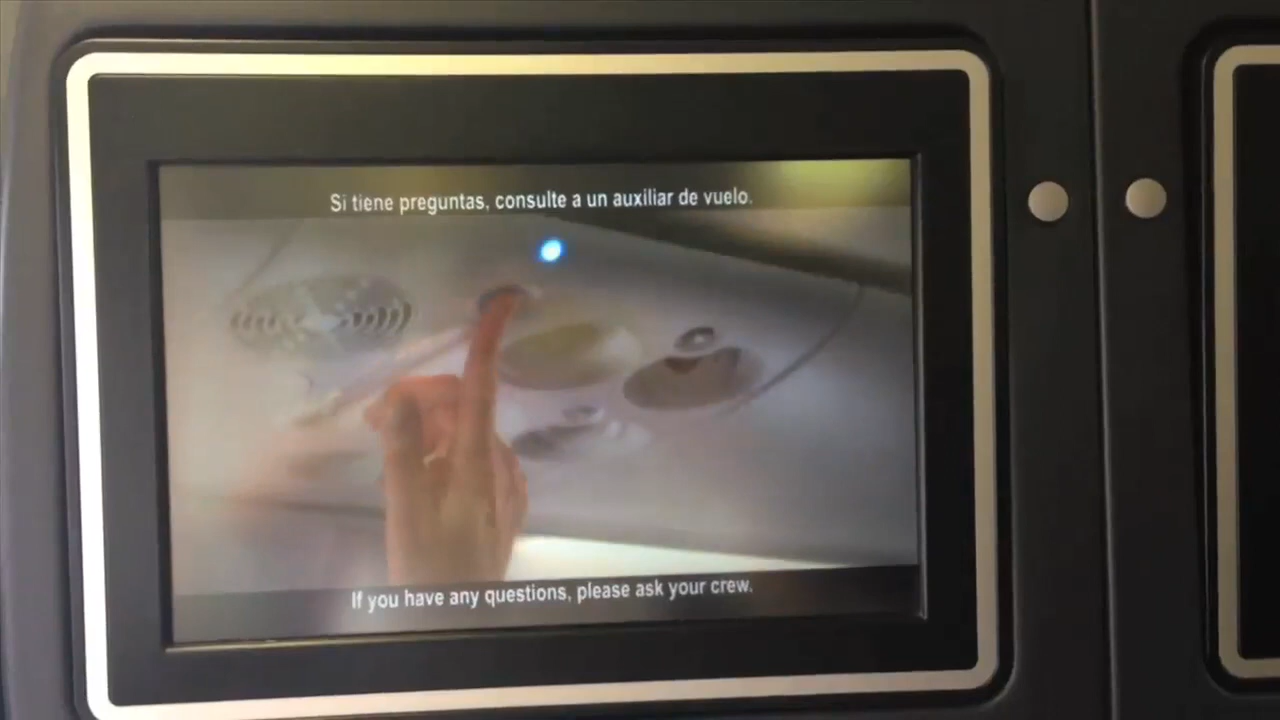 Si tiene preguntas, consulte a un auxiliar de vuelo.
If you have any questions, please ask your crew.